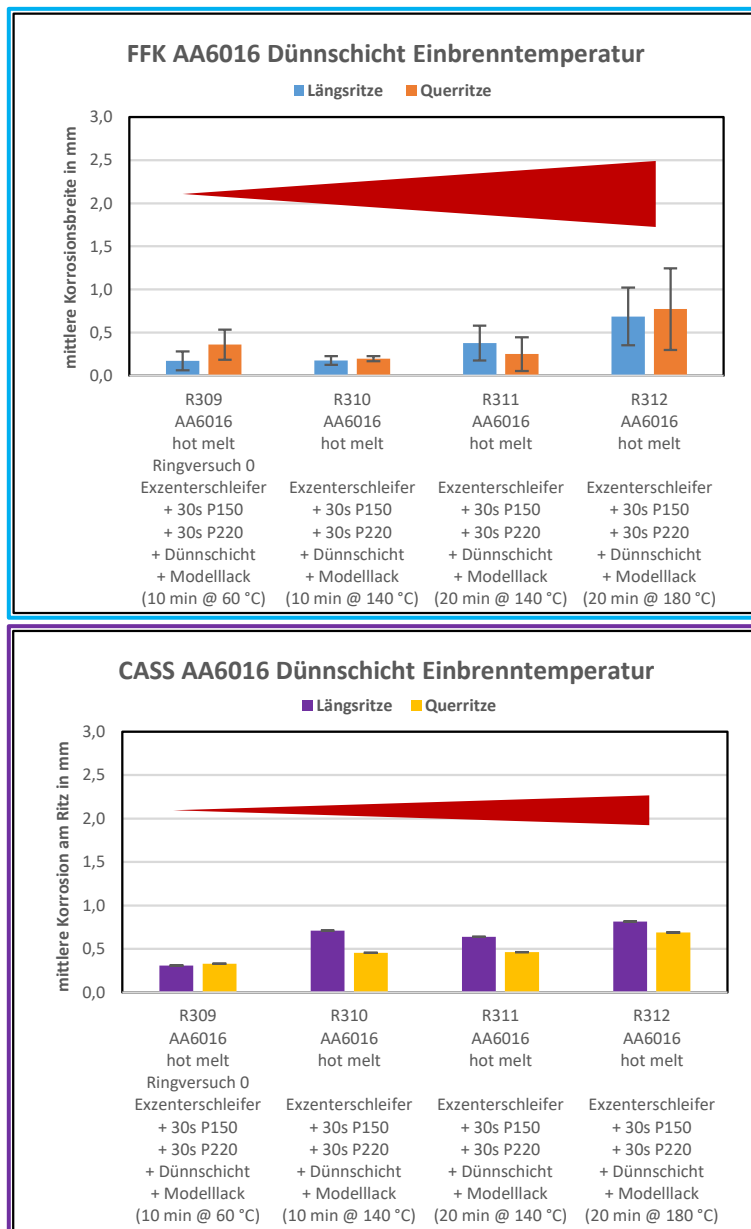 FFK AA6016 Dünnschicht Einbrenntemperatur
Längsritze Querritze
mittlere Korrosionsbreite in mm
3,0
2,5
2,0
1,5
1,0
0,5
0,0
R309 R310 R311 R312
AA6016 AA6016 AA6016 AA6016
hot melt hot melt hot melt hot melt
Ringversuch 0
Exzenterschleifer Exzenterschleifer Exzenterschleifer Exzenterschleifer
+ 30s P150 + 30s P150 + 30s P150 + 30s P150
+ 30s P220 + 30s P220 + 30s P220 + 30s P220
+ Dünnschicht + Dünnschicht + Dünnschicht + Dünnschicht
+ Modelllack + Modelllack + Modelllack + Modelllack
(10 min @ 60 °C) (10 min @ 140 °C) (20 min @ 140 °C) (20 min @ 180 °C)
CASS AA6016 Dünnschicht Einbrenntemperatur
Längsritze Querritze
mittlere Korrosion am Ritz in mm
3,0
2,5
2,0
1,5
1,0
0,5
0,0
R309 R310 R311 R312
AA6016 AA6016 AA6016 AA6016
hot melt hot melt hot melt hot melt
Ringversuch 0
Exzenterschleifer Exzenterschleifer Exzenterschleifer Exzenterschleifer
+ 30s P150 + 30s P150 + 30s P150 + 30s P150
+ 30s P220 + 30s P220 + 30s P220 + 30s P220
+ Dünnschicht + Dünnschicht + Dünnschicht + Dünnschicht
+ Modelllack + Modelllack + Modelllack + Modelllack
(10 min @ 60 °C) (10 min @ 140 °C) (20 min @ 140 °C) (20 min @ 180 °C)